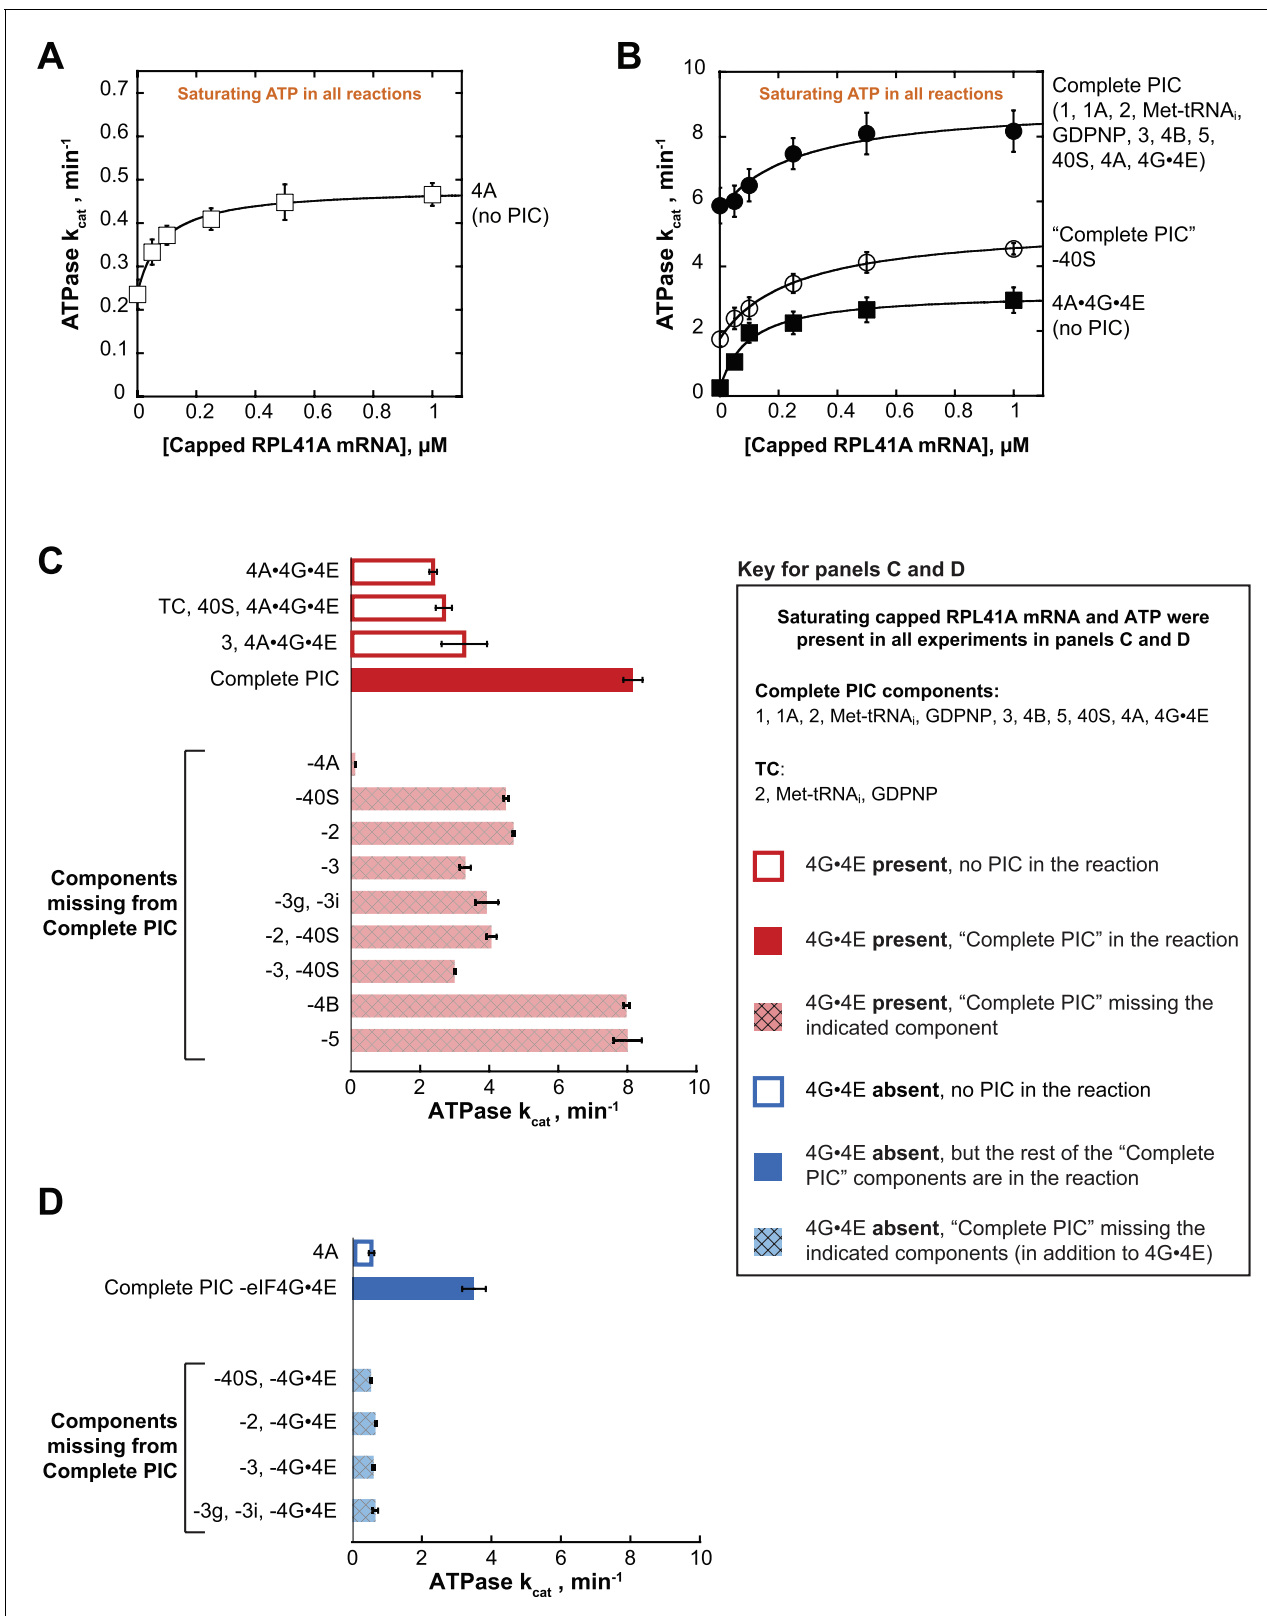 A
0.7
0.6
0.5
0.4
0.3
0.2
0.1
0
ATPase kcat , min-1
Saturating ATP in all reactions
4A
(no PIC)
0 0.2 0.4 0.6 0.8 1
[Capped RPL41A mRNA], µM
B
10
8
6
4
2
0
ATPase kcat , min-1
Saturating ATP in all reactions
Complete PIC
(1, 1A, 2, Met-tRNAi,
GDPNP, 3, 4B, 5,
40S, 4A, 4G•4E)
“Complete PIC”
-40S
4A•4G•4E
(no PIC)
0 0.2 0.4 0.6 0.8 1
[Capped RPL41A mRNA], µM
C
4A•4G•4E
TC, 40S, 4A•4G•4E
3, 4A•4G•4E
Complete PIC
Components
missing from
Complete PIC
-4A
-40S
-2
-3
-3g, -3i
-2, -40S
-3, -40S
-4B
-5
0 2 4 6 8 10
ATPase kcat , min-1
Key for panels C and D
Saturating capped RPL41A mRNA and ATP were
present in all experiments in panels C and D
Complete PIC components:
1, 1A, 2, Met-tRNAi, GDPNP, 3, 4B, 5, 40S, 4A, 4G•4E
TC:
2, Met-tRNAi, GDPNP
4G•4E present, no PIC in the reaction
4G•4E present, “Complete PIC” in the reaction
4G•4E present, “Complete PIC” missing the
indicated component
4G•4E absent, no PIC in the reaction
4G•4E absent, but the rest of the “Complete
PIC” components are in the reaction
4G•4E absent, “Complete PIC” missing the
indicated components (in addition to 4G•4E)
D
4A
Complete PIC -eIF4G•4E
Components
missing from
Complete PIC
-40S, -4G•4E
-2, -4G•4E
-3, -4G•4E
-3g, -3i, -4G•4E
0 2 4 6 8 10
ATPase kcat , min-1